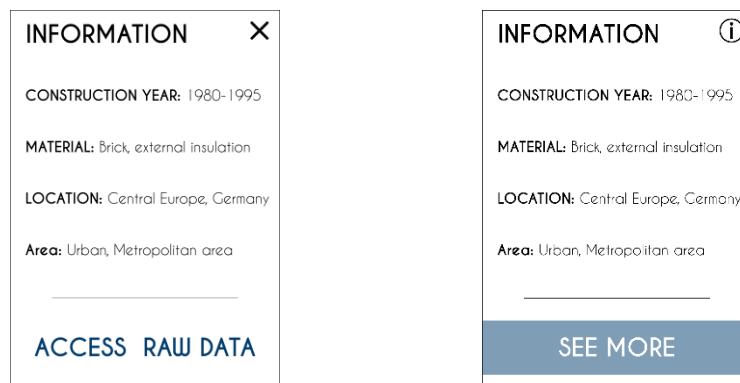 INFORMATION ✕
CONSTRUCTION YEAR: 1980-1995
MATERIAL: Brick, external insulation
LOCATION: Central Europe, Germany
Area: Urban, Metropolitan area
ACCESS RAW DATA
INFORMATION ⓘ
CONSTRUCTION YEAR: 1980-1995
MATERIAL: Brick, external insulation
LOCATION: Central Europe, Germany
Area: Urban, Metropolitan area
SEE MORE